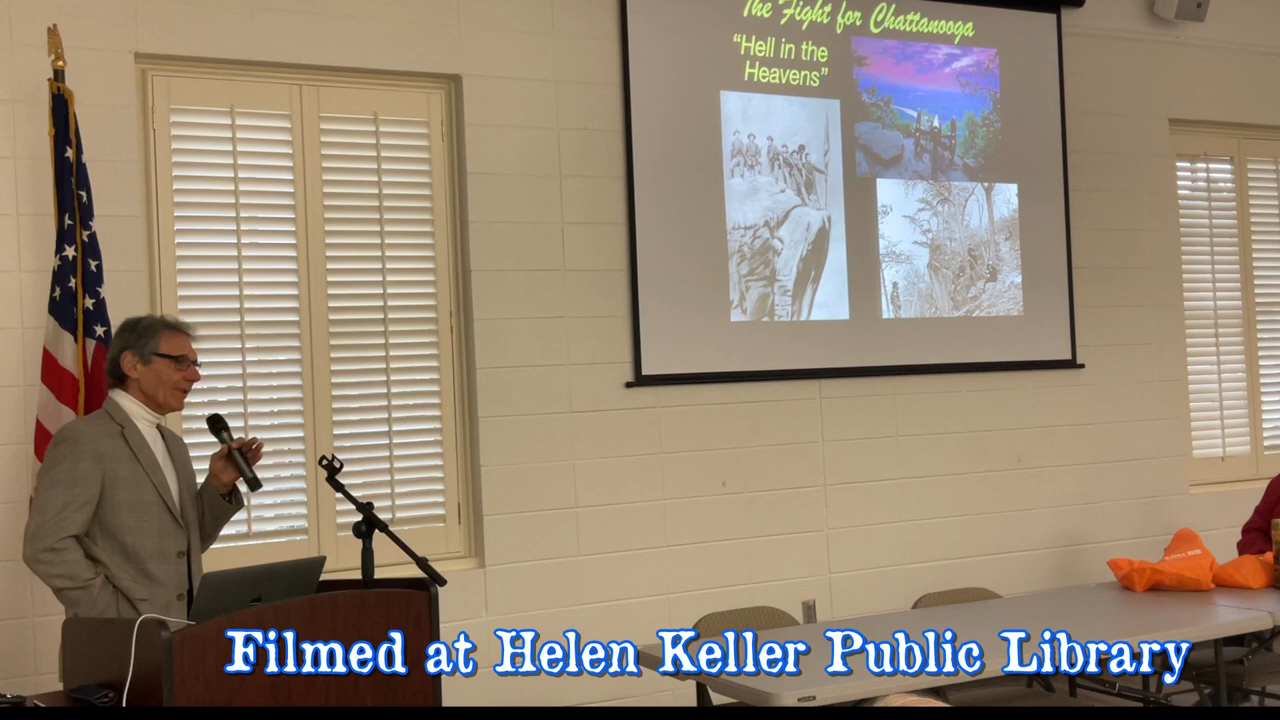 The Fight for Chattanooga
“Hell in the
Heavens”
Filmed at Helen Keller Public Library